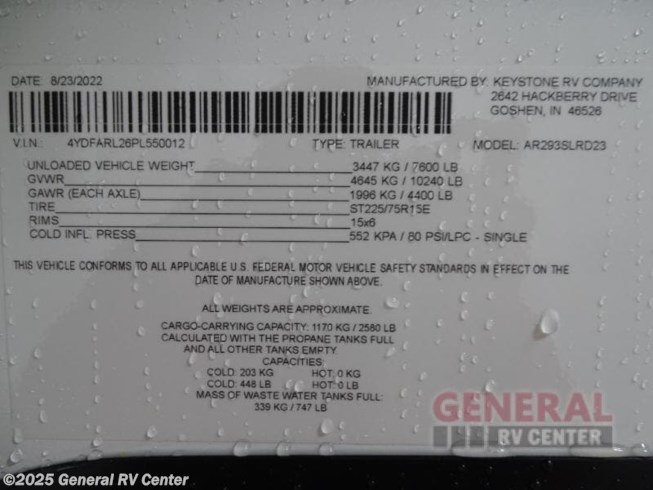 DATE: 8/23/2022 MANUFACTURED BY: KEYSTONE RV COMPANY
2642 HACKBERRY DRIVE
GOSHEN, IN 46526
V.I.N.: 4YDFARL26PL550012 TYPE: TRAILER MODEL: AR293SLRD23
UNLOADED VEHICLE WEIGHT 3447 KG / 7600 LB
GVWR 4645 KG / 10240 LB
GAWR (EACH AXLE) 1996 KG / 4400 LB
TIRE ST225/75R15E
RIMS 15x6
COLD INFL. PRESS 552 KPA / 80 PSI/LPC - SINGLE
THIS VEHICLE CONFORMS TO ALL APPLICABLE U.S. FEDERAL MOTOR VEHICLE SAFETY STANDARDS IN EFFECT ON THE
DATE OF MANUFACTURE SHOWN ABOVE.
ALL WEIGHTS ARE APPROXIMATE.
CARGO-CARRYING CAPACITY: 1170 KG / 2580 LB
CALCULATED WITH THE PROPANE TANKS FULL
AND ALL OTHER TANKS EMPTY.
CAPACITIES:
COLD: 203 KG HOT: 0 KG
COLD: 448 LB HOT: 0 LB
MASS OF WASTE WATER TANKS FULL:
339 KG / 747 LB
GENERAL
RV CENTER
©2025 General RV Center